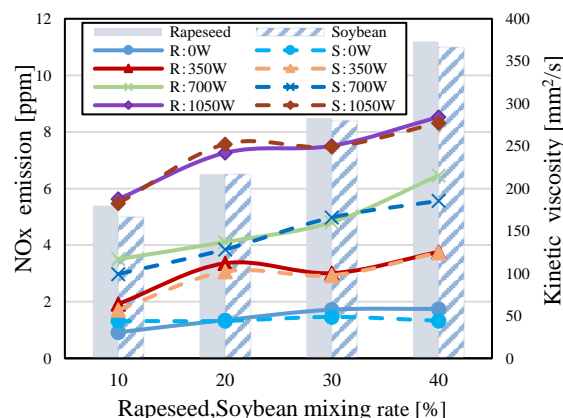 12
10
8
6
4
2
0
NOx emission [ppm]
Rapeseed
Soybean
R:0W
S:0W
R:350W
S:350W
R:700W
S:700W
R:1050W
S:1050W
400
350
300
250
200
150
100
50
0
Kinetic viscosity [mm²/s]
10
20
30
40
Rapeseed,Soybean mixing rate [%]